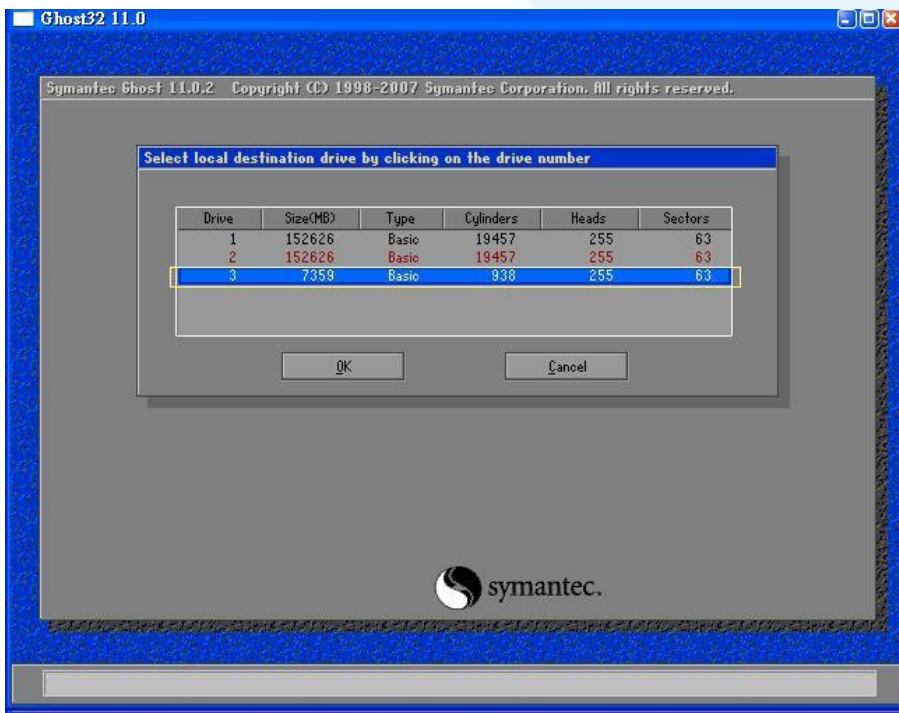 Ghost32 11.0
Symantec Ghost 11.0.2 Copyright (C) 1998-2007 Symantec Corporation. All rights reserved.
Select local destination drive by clicking on the drive number
Drive Size(MB) Type Cylinders Heads Sectors
1 152626 Basic 19457 255 63
2 152626 Basic 19457 255 63
3 7359 Basic 938 255 63
OK Cancel
symantec.